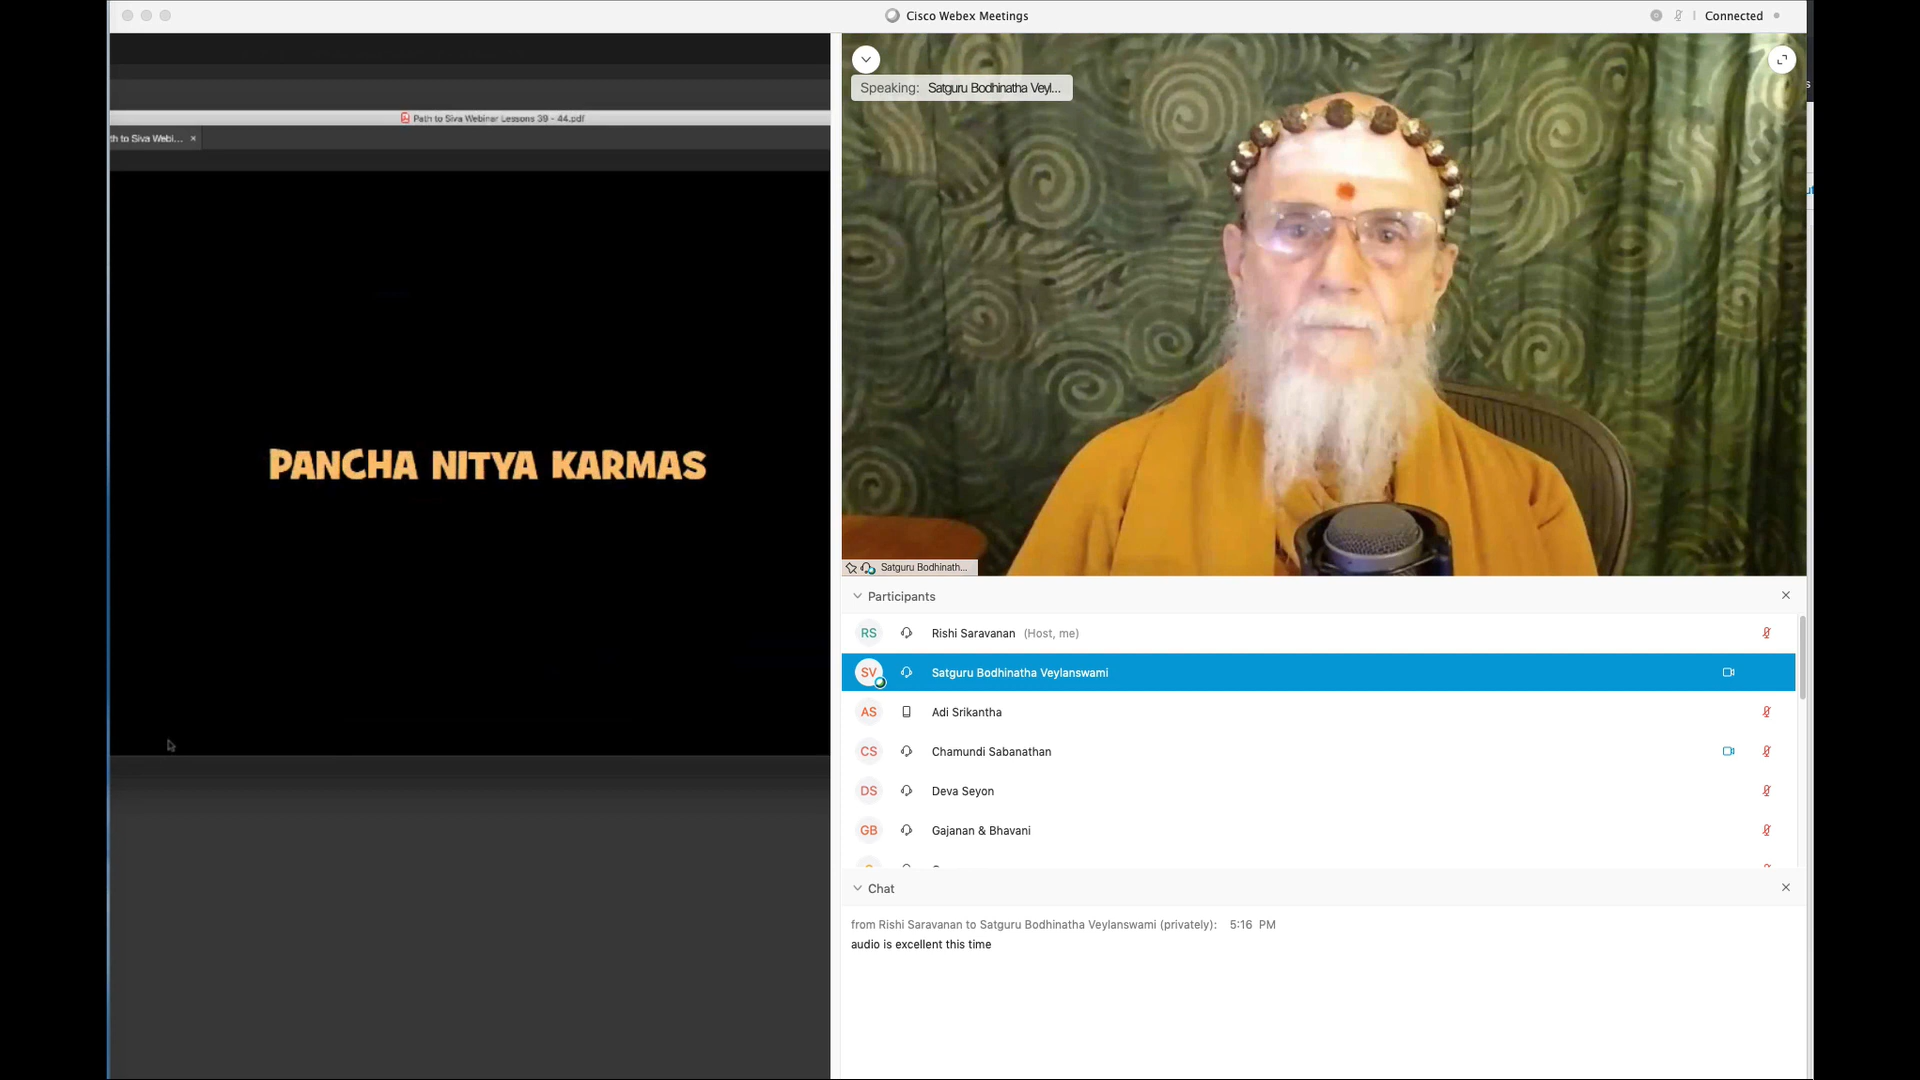 Cisco Webex Meetings
Connected
Path to Siva Webinar Lessons 39 - 44.pdf
th to Siva Webi... ×
PANCHA NITYA KARMAS
Speaking: Satguru Bodhinatha Veyl...
Satguru Bodhinath...
Participants
RS Rishi Saravanan (Host, me)
SV Satguru Bodhinatha Veylanswami
AS Adi Srikantha
CS Chamundi Sabanathan
DS Deva Seyon
GB Gajanan & Bhavani
Chat
from Rishi Saravanan to Satguru Bodhinatha Veylanswami (privately): 5:16 PM
audio is excellent this time